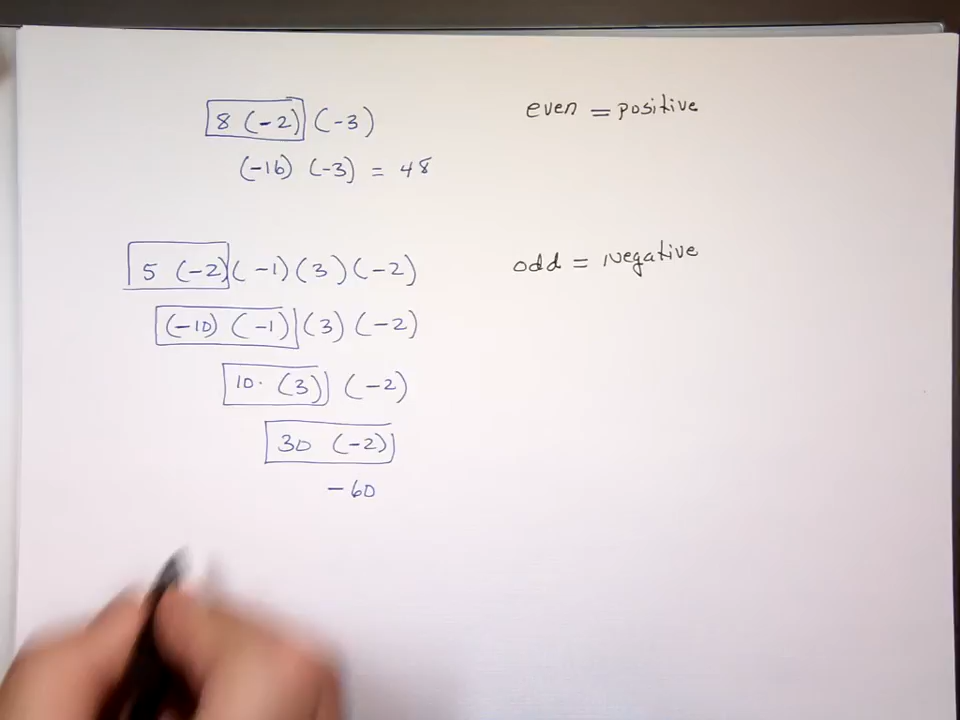 8 (-2) (-3)
even = positive
(-16) (-3) = 48
5 (-2) (-1) (3) (-2)
odd = Negative
(-10) (-1) (3) (-2)
10. (3) (-2)
30 (-2)
-60